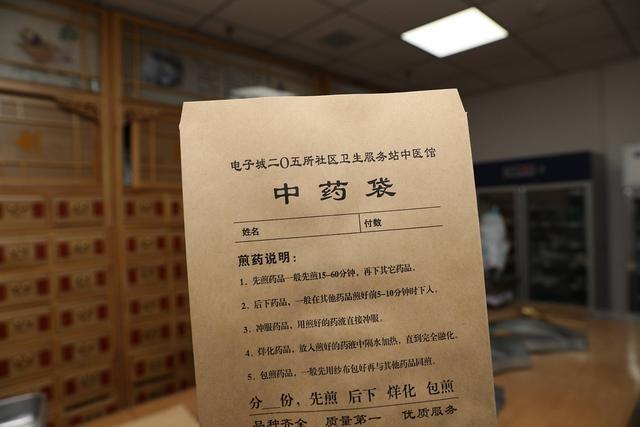 电子城二〇五所社区卫生服务站中医馆
中药袋
姓名 付数
煎药说明：
1．先煎药品一般先煎15-60分钟，再下其它药品。
2．后下药品，一般在其他药品煎好前5-10分钟时下入。
3．冲服药品，用煎好的药液直接冲服。
4．烊化药品，放入煎好的药液中隔水加热，直到完全融化。
5．包煎药品，一般先用纱布包好再与其他药品同煎。
分__份，先煎 后下 烊化 包煎
品种齐全 质量第一 优质服务